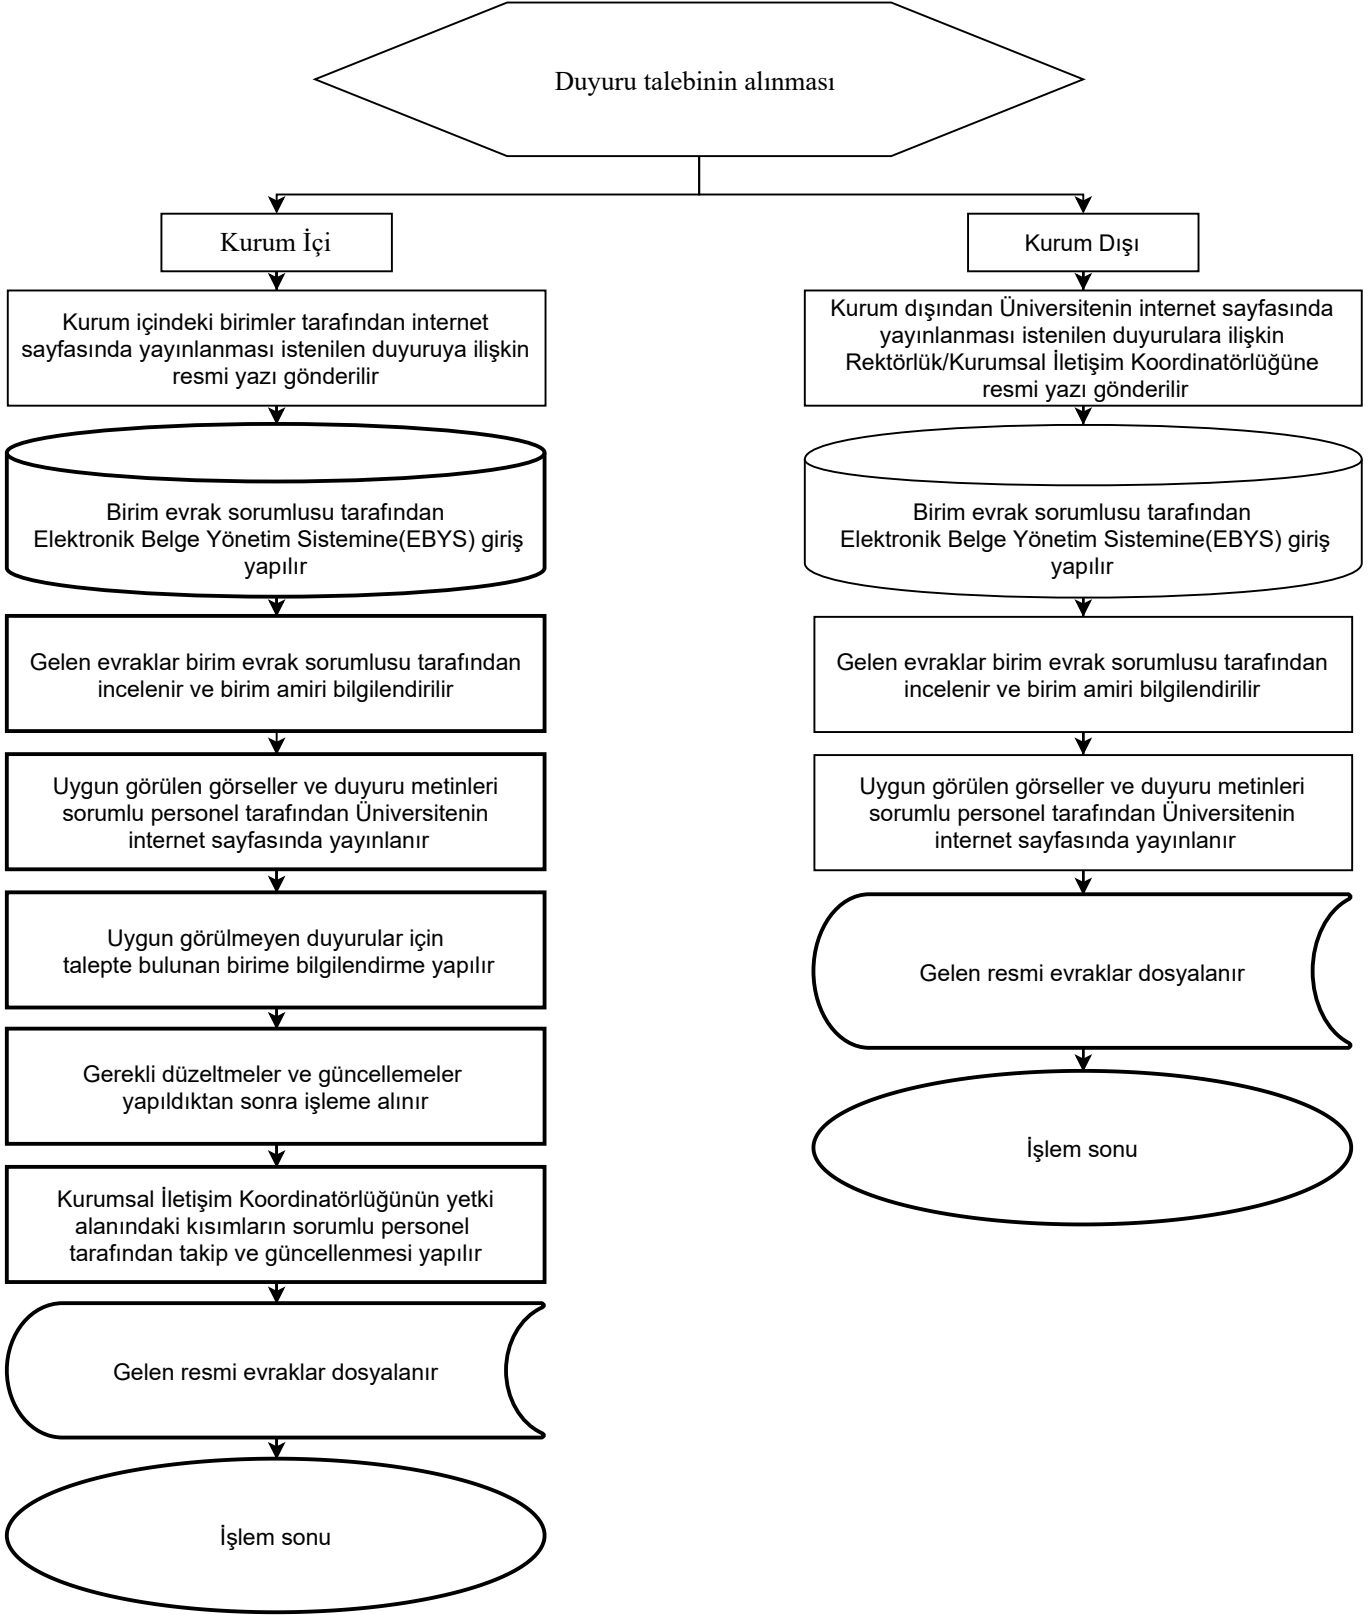 Duyuru talebinin alınması
Kurum İçi
Kurum içindeki birimler tarafından internet
sayfasında yayınlanması istenilen duyuruya ilişkin
resmi yazı gönderilir
Birim evrak sorumlusu tarafından
Elektronik Belge Yönetim Sistemine(EBYS) giriş
yapılır
Gelen evraklar birim evrak sorumlusu tarafından
incelenir ve birim amiri bilgilendirilir
Uygun görülen görseller ve duyuru metinleri
sorumlu personel tarafından Üniversitenin
internet sayfasında yayınlanır
Uygun görülmeyen duyurular için
talepte bulunan birime bilgilendirme yapılır
Gerekli düzeltmeler ve güncellemeler
yapıldıktan sonra işleme alınır
Kurumsal İletişim Koordinatörlüğünün yetki
alanındaki kısımların sorumlu personel
tarafından takip ve güncellenmesi yapılır
Gelen resmi evraklar dosyalanır
İşlem sonu
Kurum Dışı
Kurum dışından Üniversitenin internet sayfasında
yayınlanması istenilen duyurulara ilişkin
Rektörlük/Kurumsal İletişim Koordinatörlüğüne
resmi yazı gönderilir
Birim evrak sorumlusu tarafından
Elektronik Belge Yönetim Sistemine(EBYS) giriş
yapılır
Gelen evraklar birim evrak sorumlusu tarafından
incelenir ve birim amiri bilgilendirilir
Uygun görülen görseller ve duyuru metinleri
sorumlu personel tarafından Üniversitenin
internet sayfasında yayınlanır
Gelen resmi evraklar dosyalanır
İşlem sonu